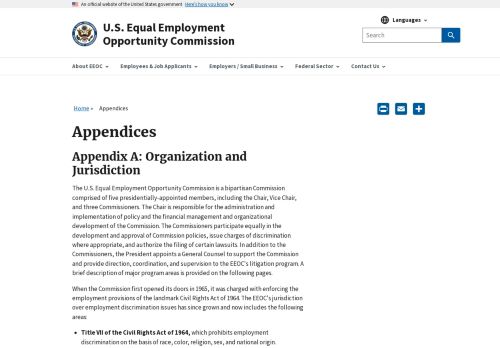 An official website of the United States government Here's how you know
U.S. Equal Employment
Opportunity Commission
Languages
Search
About EEOC
Employees & Job Applicants
Employers / Small Business
Federal Sector
Contact Us
Home » Appendices
Appendices
Appendix A: Organization and
Jurisdiction
The U.S. Equal Employment Opportunity Commission is a bipartisan Commission
comprised of five presidentially-appointed members, including the Chair, Vice Chair,
and three Commissioners. The Chair is responsible for the administration and
implementation of policy and the financial management and organizational
development of the Commission. The Commissioners participate equally in the
development and approval of Commission policies, issue charges of discrimination
where appropriate, and authorize the filing of certain lawsuits. In addition to the
Commissioners, the President appoints a General Counsel to support the Commission
and provide direction, coordination, and supervision to the EEOC's litigation program. A
brief description of major program areas is provided on the following pages.
When the Commission first opened its doors in 1965, it was charged with enforcing the
employment provisions of the landmark Civil Rights Act of 1964. The EEOC's jurisdiction
over employment discrimination issues has since grown and now includes the following
areas:
• Title VII of the Civil Rights Act of 1964, which prohibits employment
discrimination on the basis of race, color, religion, sex, and national origin.